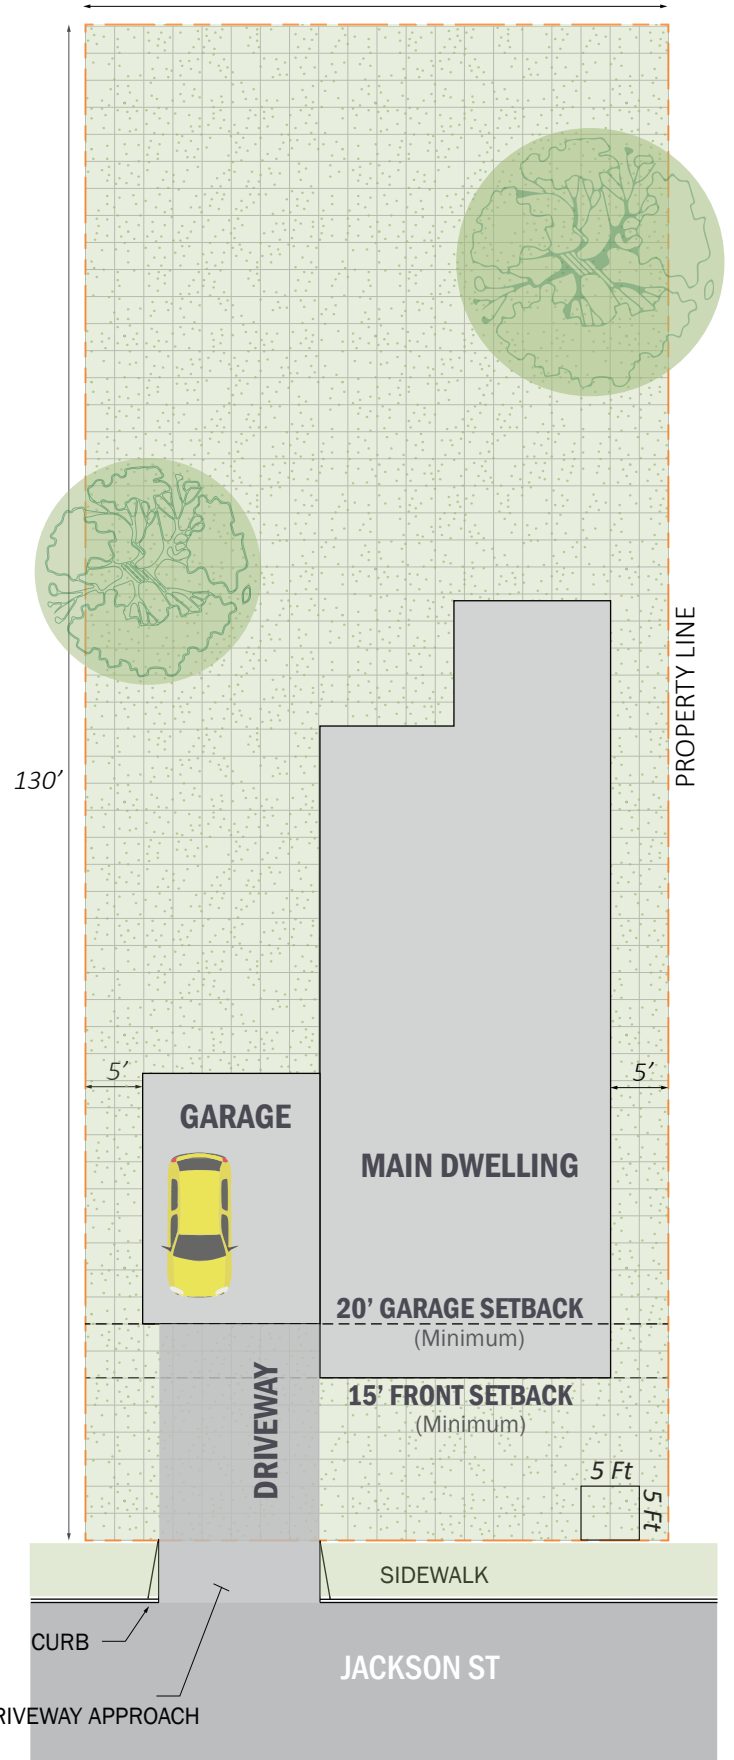 PROPERTY LINE
130’
5’
5’
GARAGE
MAIN DWELLING
20’ GARAGE SETBACK
(Minimum)
DRIVEWAY
15’ FRONT SETBACK
(Minimum)
5 Ft
5 Ft
SIDEWALK
CURB
JACKSON ST
RIVEWAY APPROACH